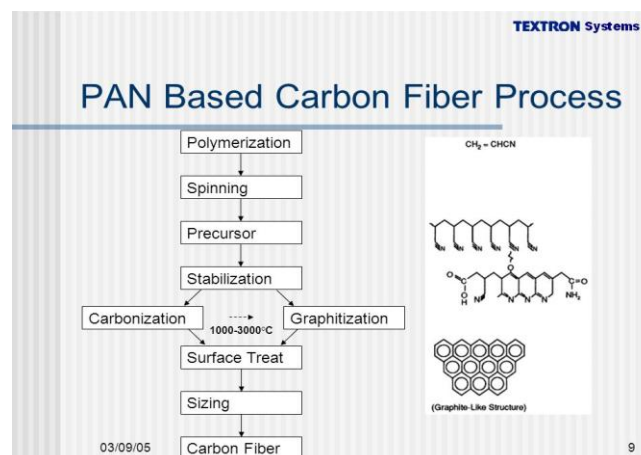 TEXTRON Systems
PAN Based Carbon Fiber Process
Polymerization
Spinning
Precursor
Stabilization
Carbonization
1000-3000°C
Graphitization
Surface Treat
Sizing
Carbon Fiber
CH₂ = CHCN
N N N N N N
O
O
O
H
N
N N N
C
C=O
NH₂
(Graphite-Like Structure)
03/09/05
9